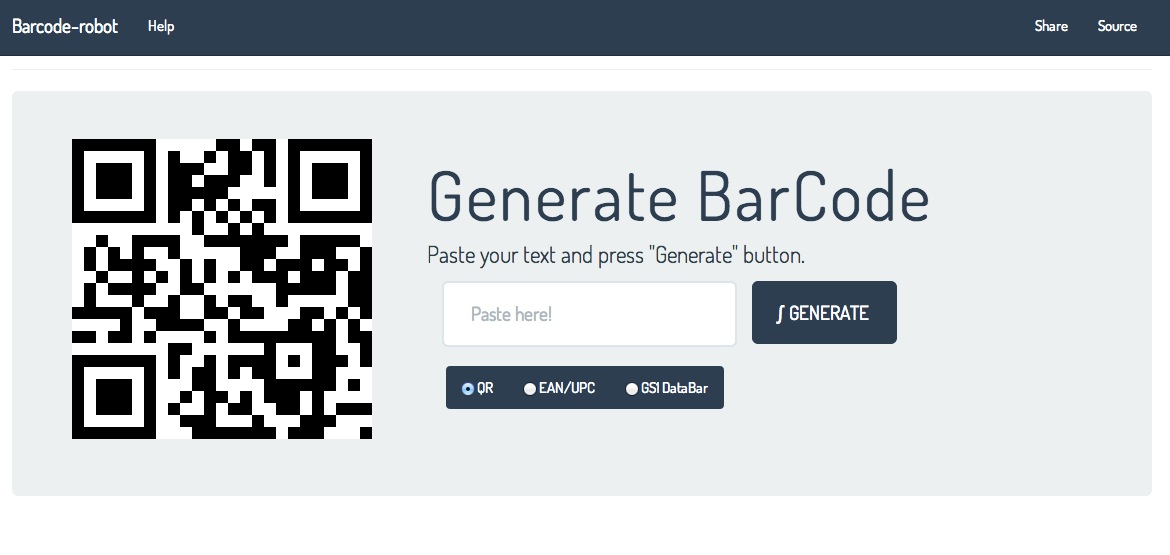 Barcode-robot Help Share Source
Generate BarCode
Paste your text and press "Generate" button.
Paste here! ∫ GENERATE
QR EAN/UPC GS1 DataBar